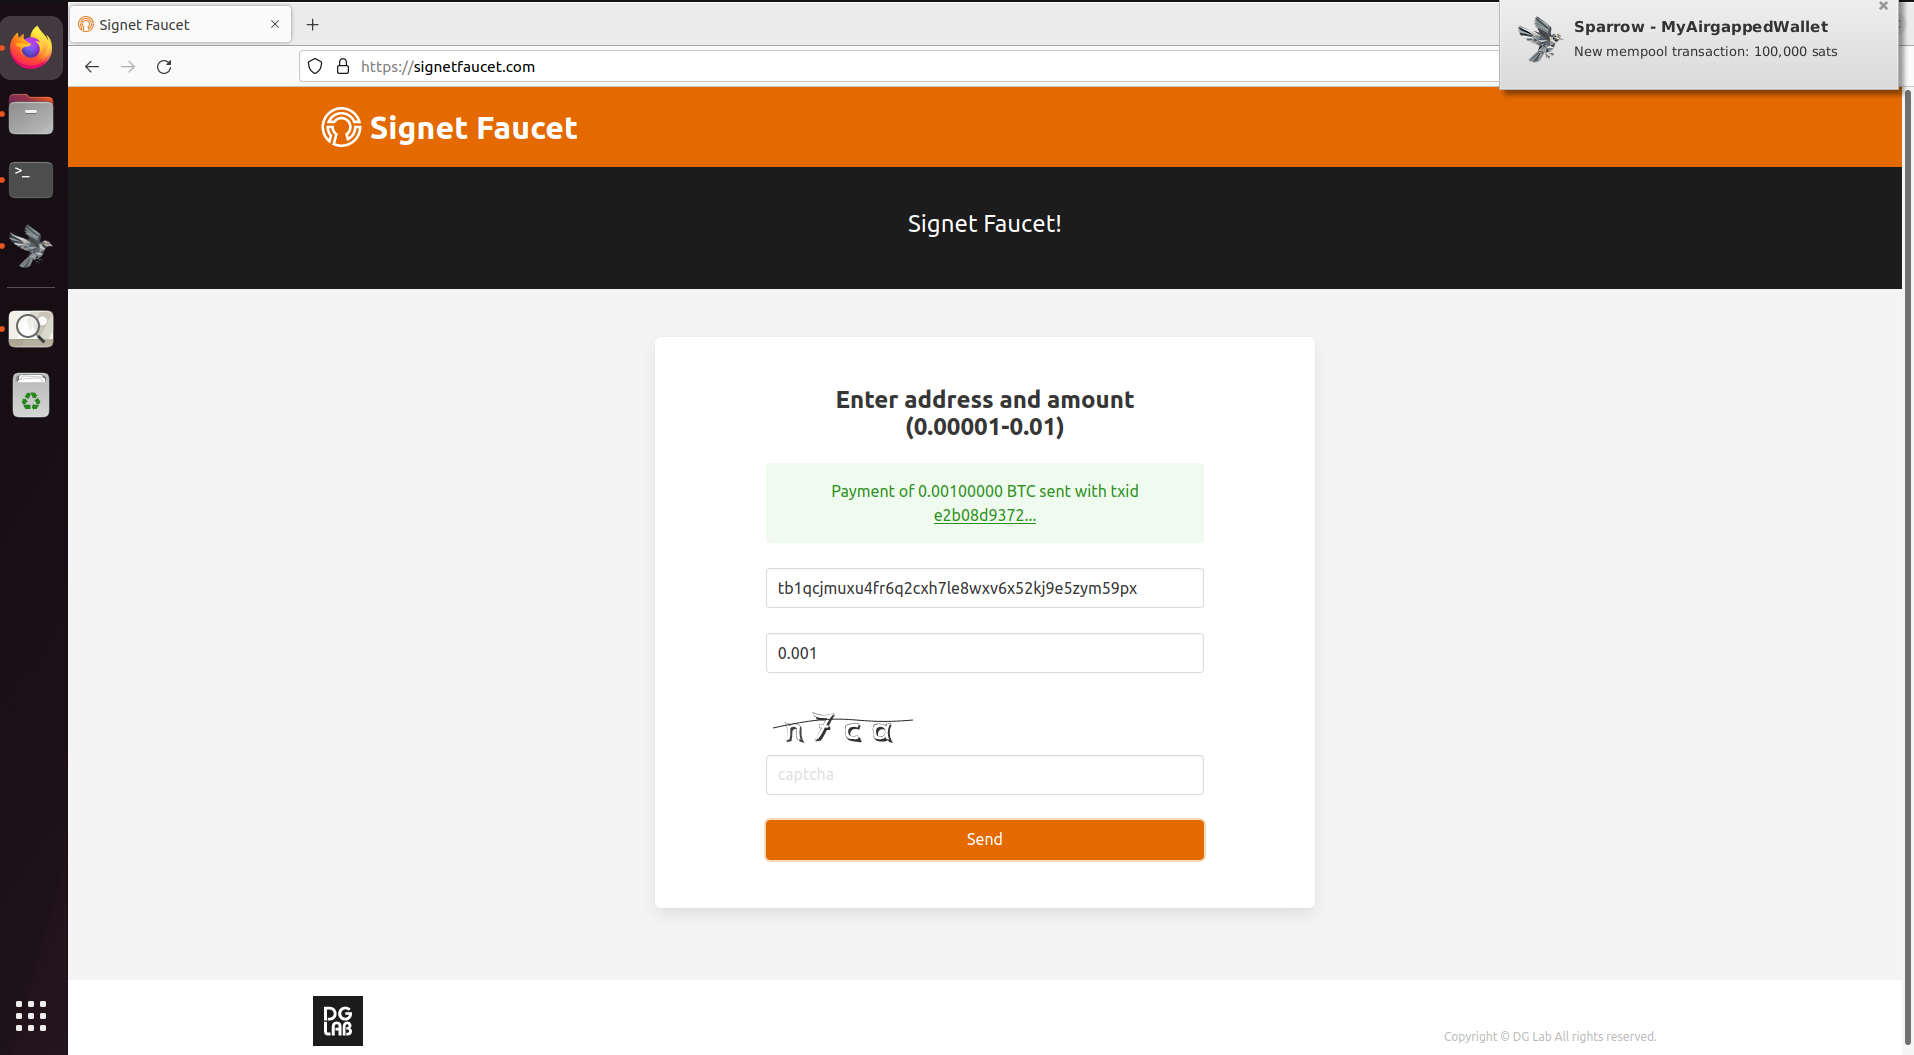 Signet Faucet
Sparrow - MyAirgappedWallet
New mempool transaction: 100,000 sats
https://signetfaucet.com
Signet Faucet
Signet Faucet!
Enter address and amount
(0.00001-0.01)
Payment of 0.00100000 BTC sent with txid
e2b08d9372...
tb1qcjmuxu4fr6q2cxh7le8wxv6x52kj9e5zym59px
0.001
n7ca
captcha
Send
DG
LAB
Copyright © DG Lab All rights reserved.